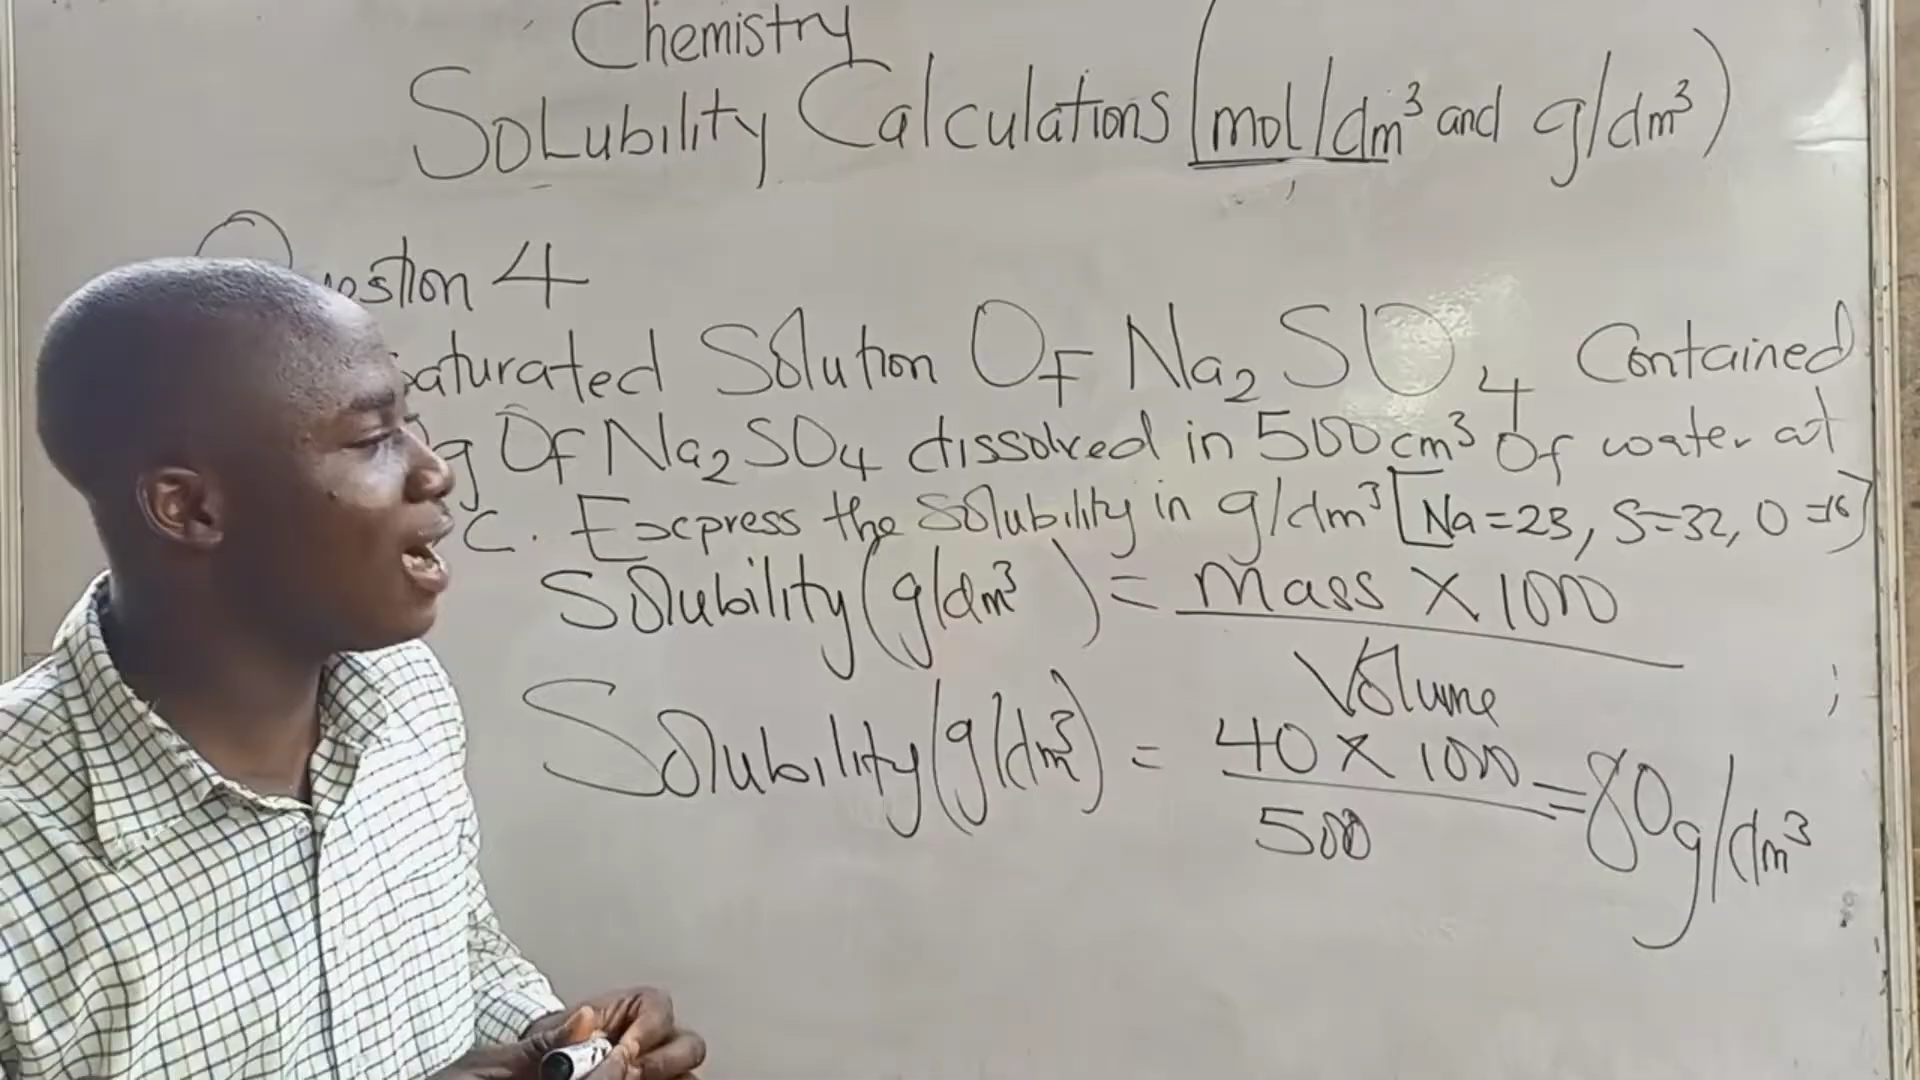 Chemistry
Solubility Calculations (mol/dm³ and g/dm³)
Question 4
saturated Solution Of Na₂SO₄ Contained
g Of Na₂SO₄ dissolved in 500cm³ Of water at
C. Express the Solubility in g/dm³ [Na=23, S=32, O=16]
Solubility (g/dm³) = Mass X 1000
Volume
Solubility (g/dm³) = 40 X 1000 = 80g/dm³
500